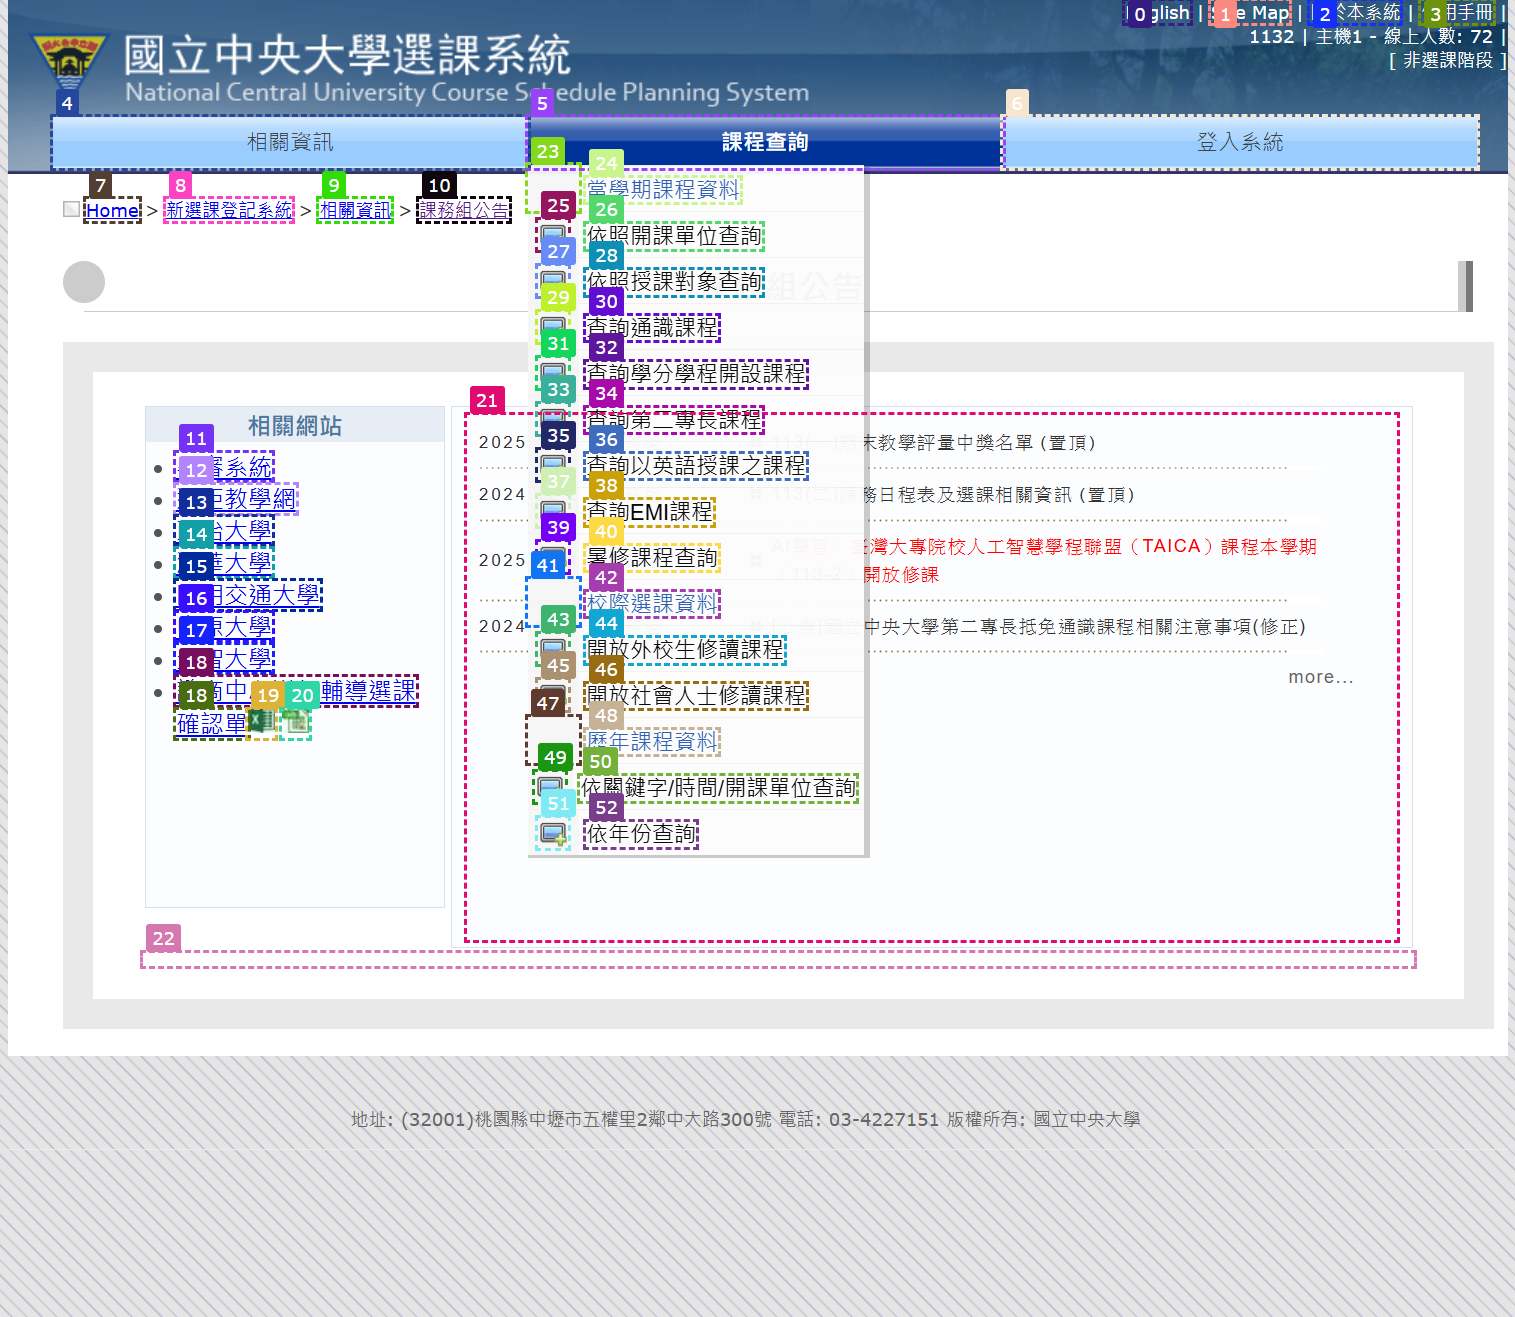 English | Site Map | 於本系統 | 用手冊 |
國立中央大學選課系統
1132 | 主機1 - 線上人數: 72 |
[ 非選課階段 ]
National Central University Course Schedule Planning System
0
1
2
3
4
5
6
相關資訊
課程查詢
登入系統
7
8
9
10
Home > 新選課登記系統 > 相關資訊 > 課務組公告
組公告
23
24
當學期課程資料
25
26
依照開課單位查詢
27
28
依照授課對象查詢
29
30
查詢通識課程
31
32
查詢學分學程開設課程
33
34
查詢第二專長課程
35
36
查詢以英語授課之課程
37
38
查詢EMI課程
39
40
暑修課程查詢
41
42
校際選課資料
43
44
開放外校生修讀課程
45
46
開放社會人士修讀課程
47
48
歷年課程資料
49
50
依關鍵字/時間/開課單位查詢
51
52
依年份查詢
相關網站
11
系統
12
教學網
13
大學
14
大學
15
交通大學
16
大學
17
大學
18
輔導選課
18
19
20
確認單
21
2025 113(一)期末教學評量中獎名單 (置頂)
2024 113(二)課務日程表及選課相關資訊 (置頂)
2025 灣大專院校人工智慧學程聯盟（TAICA）課程本學期
開放修課
2024 中央大學第二專長抵免通識課程相關注意事項(修正)
more...
22
地址: (32001)桃園縣中壢市五權里2鄰中大路300號 電話: 03-4227151 版權所有: 國立中央大學